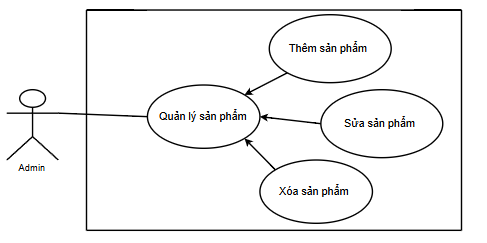 Thêm sản phẩm
Quản lý sản phẩm
Sửa sản phẩm
Admin
Xóa sản phẩm